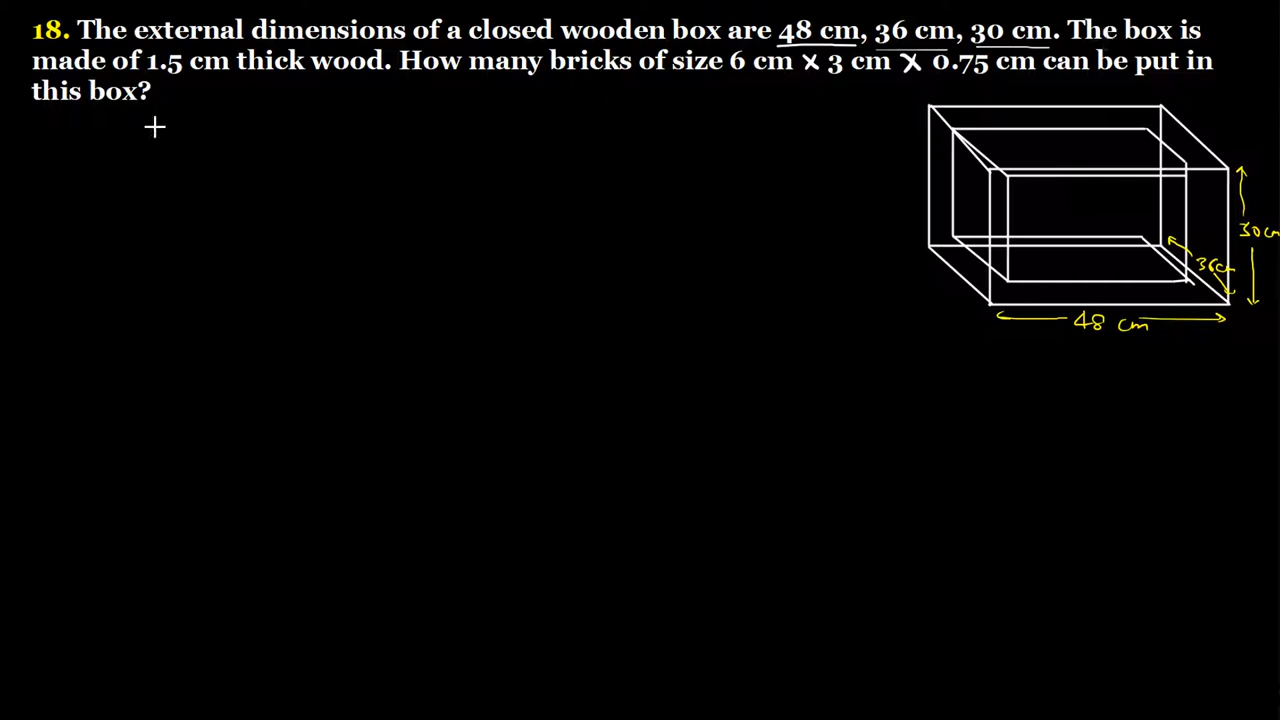 18. The external dimensions of a closed wooden box are 48 cm, 36 cm, 30 cm. The box is
made of 1.5 cm thick wood. How many bricks of size 6 cm × 3 cm × 0.75 cm can be put in
this box?
30cm
36cm
48 cm